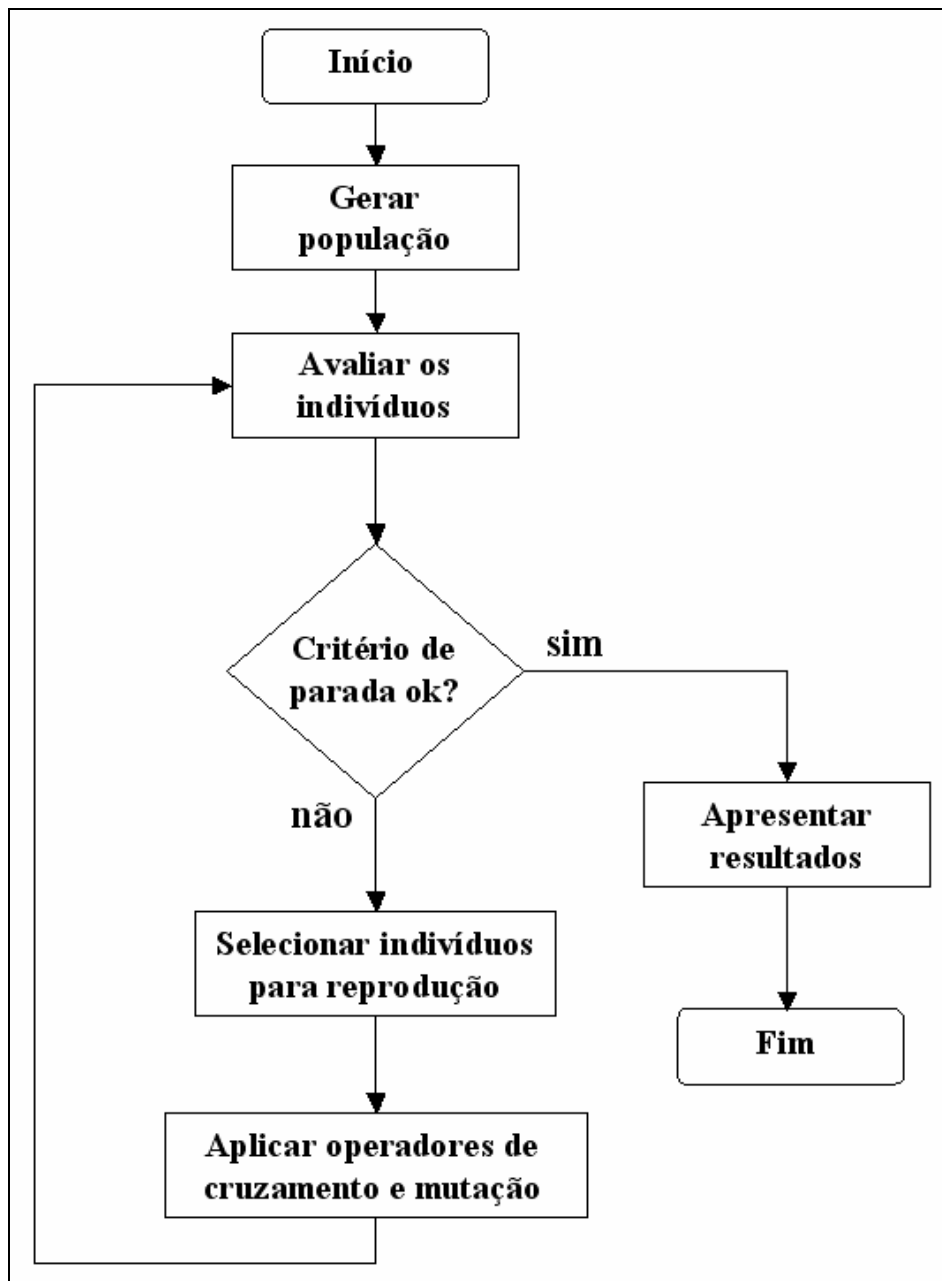 Início
Gerar
população
Avaliar os
indivíduos
Critério de
parada ok?
sim
não
Apresentar
resultados
Selecionar indivíduos
para reprodução
Fim
Aplicar operadores de
cruzamento e mutação